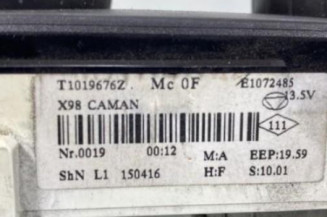 T1019676Z. Mc 0F E1072485
X98 CAMAN 13.5V
111
Nr.0019 00:12 M:A EEP:19.59
ShN L1 150416 H:F S:10.01